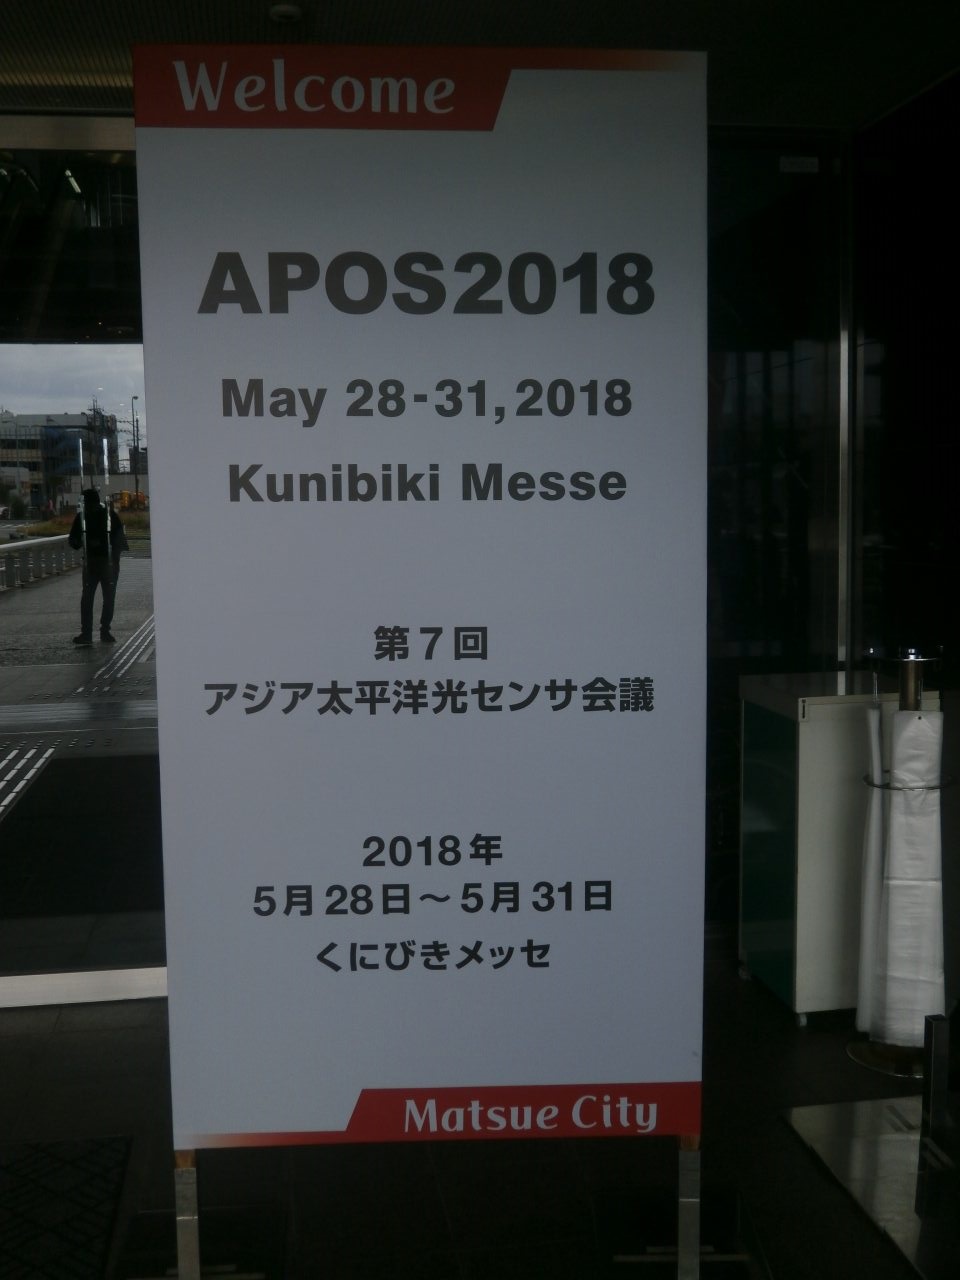 Welcome
APOS2018
May 28-31, 2018
Kunibiki Messe
第7回
アジア太平洋光センサ会議
2018年
5月28日～5月31日
くにびきメッセ
Matsue City